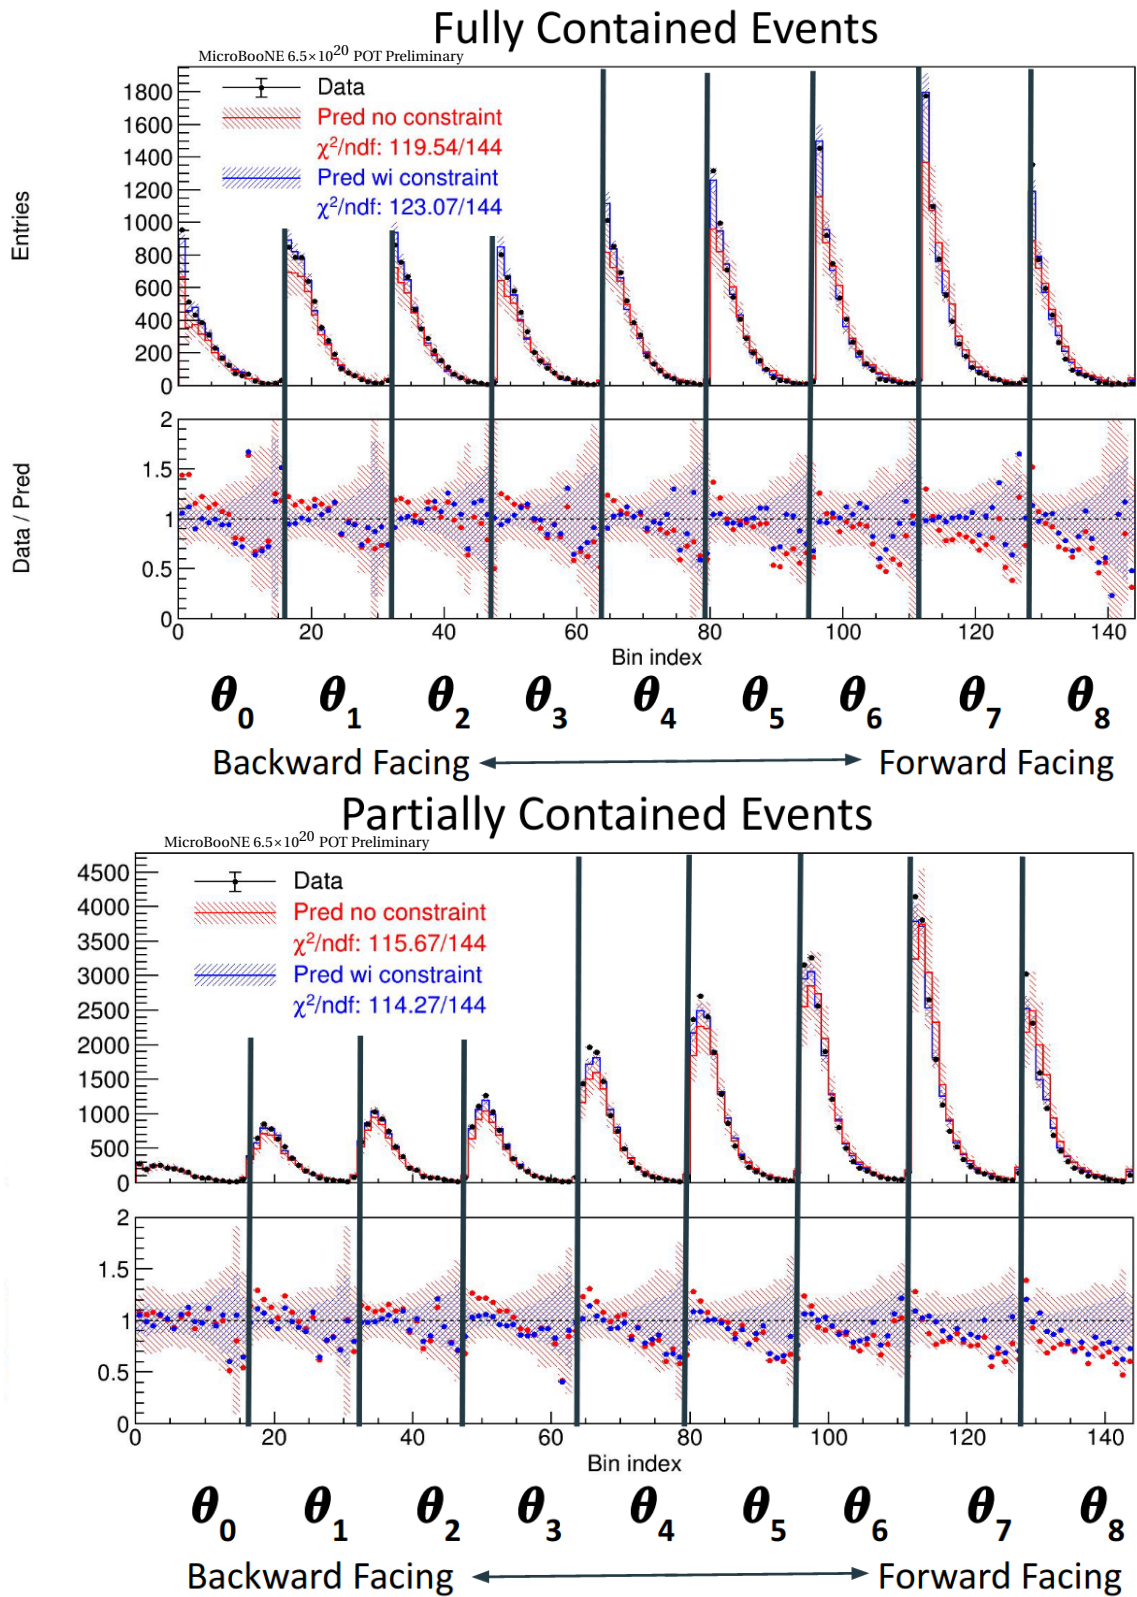 Fully Contained Events
MicroBooNE 6.5×10²⁰ POT Preliminary
Data
Pred no constraint
χ²/ndf: 119.54/144
Pred wi constraint
χ²/ndf: 123.07/144
Entries
1800
1600
1400
1200
1000
800
600
400
200
0
Data / Pred
2
1.5
1
0.5
0
0 20 40 60 80 100 120 140
Bin index
θ₀ θ₁ θ₂ θ₃ θ₄ θ₅ θ₆ θ₇ θ₈
Backward Facing Forward Facing
Partially Contained Events
MicroBooNE 6.5×10²⁰ POT Preliminary
Data
Pred no constraint
χ²/ndf: 115.67/144
Pred wi constraint
χ²/ndf: 114.27/144
4500
4000
3500
3000
2500
2000
1500
1000
500
0
2
1.5
1
0.5
0
0 20 40 60 80 100 120 140
Bin index
θ₀ θ₁ θ₂ θ₃ θ₄ θ₅ θ₆ θ₇ θ₈
Backward Facing Forward Facing